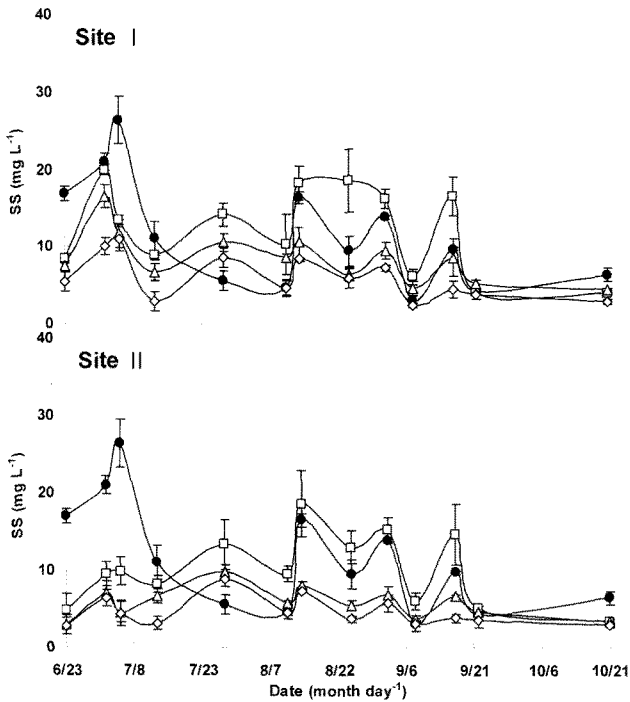 40
Site I
30
20
10
0
SS (mg L-1)
40
Site II
30
20
10
0
SS (mg L-1)
6/23 7/8 7/23 8/7 8/22 9/6 9/21 10/6 10/21
Date (month day-1)